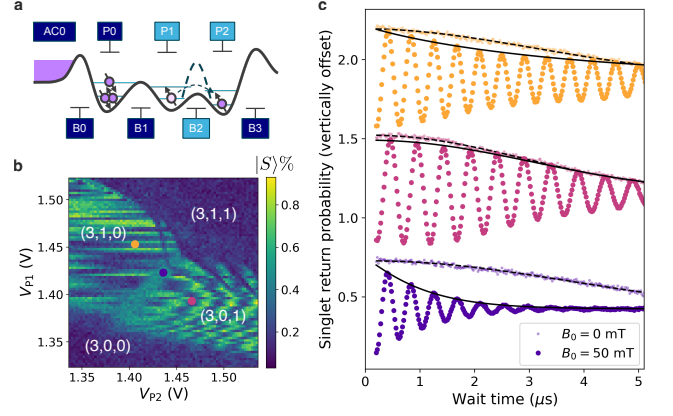 a
AC0 P0 P1 P2
B0 B1 B2 B3
b
|S⟩%
(3,1,1)
(3,1,0)
(3,0,1)
(3,0,0)
V_P1 (V)
1.50
1.45
1.40
1.35
1.35 1.40 1.45 1.50
V_P2 (V)
0.8
0.6
0.4
0.2
c
Singlet return probability (vertically offset)
2.0
1.5
1.0
0.5
B₀ = 0 mT
B₀ = 50 mT
0 1 2 3 4 5
Wait time (μs)